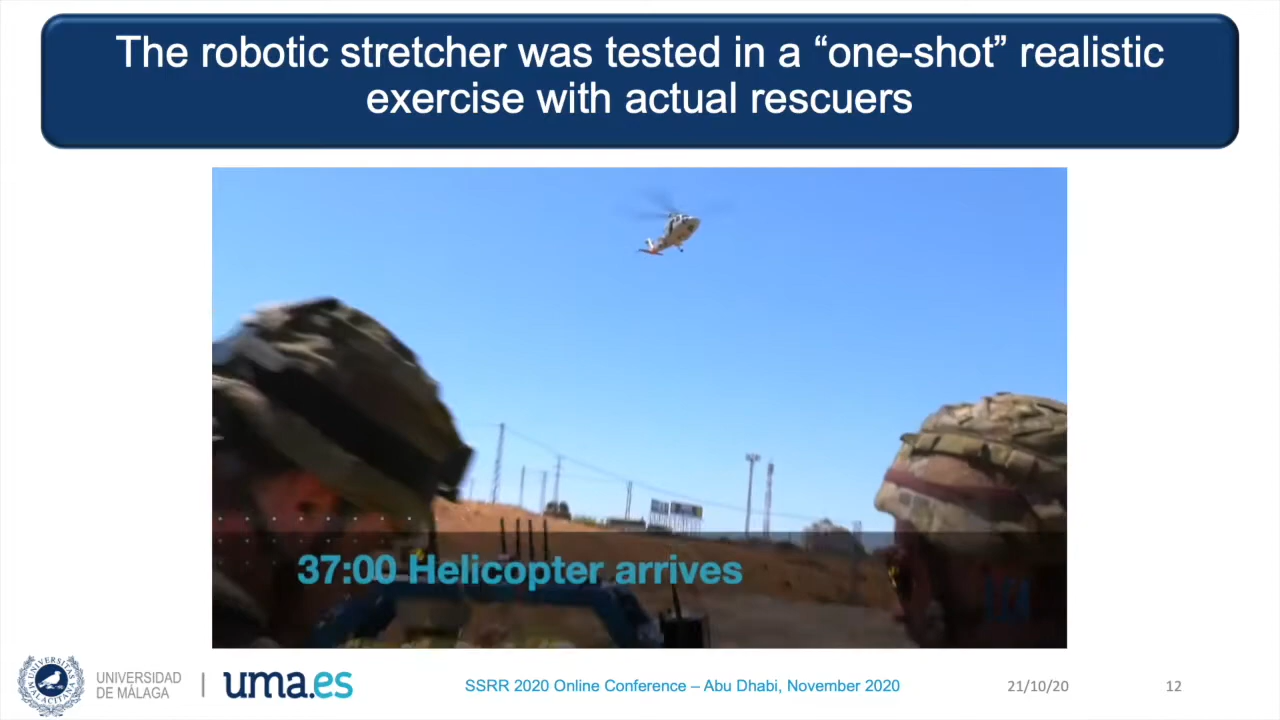 The robotic stretcher was tested in a “one-shot” realistic
exercise with actual rescuers
37:00 Helicopter arrives
UNIVERSIDAD
DE MÁLAGA
uma.es
SSRR 2020 Online Conference – Abu Dhabi, November 2020
21/10/20
12